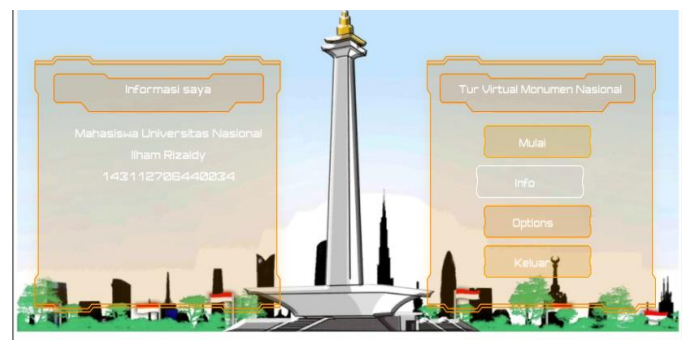 Informasi saya
Mahasiswa Universitas Nasional
Ilham Rizaldy
143112706440034
Tur Virtual Monumen Nasional
Mulai
Info
Options
Keluar